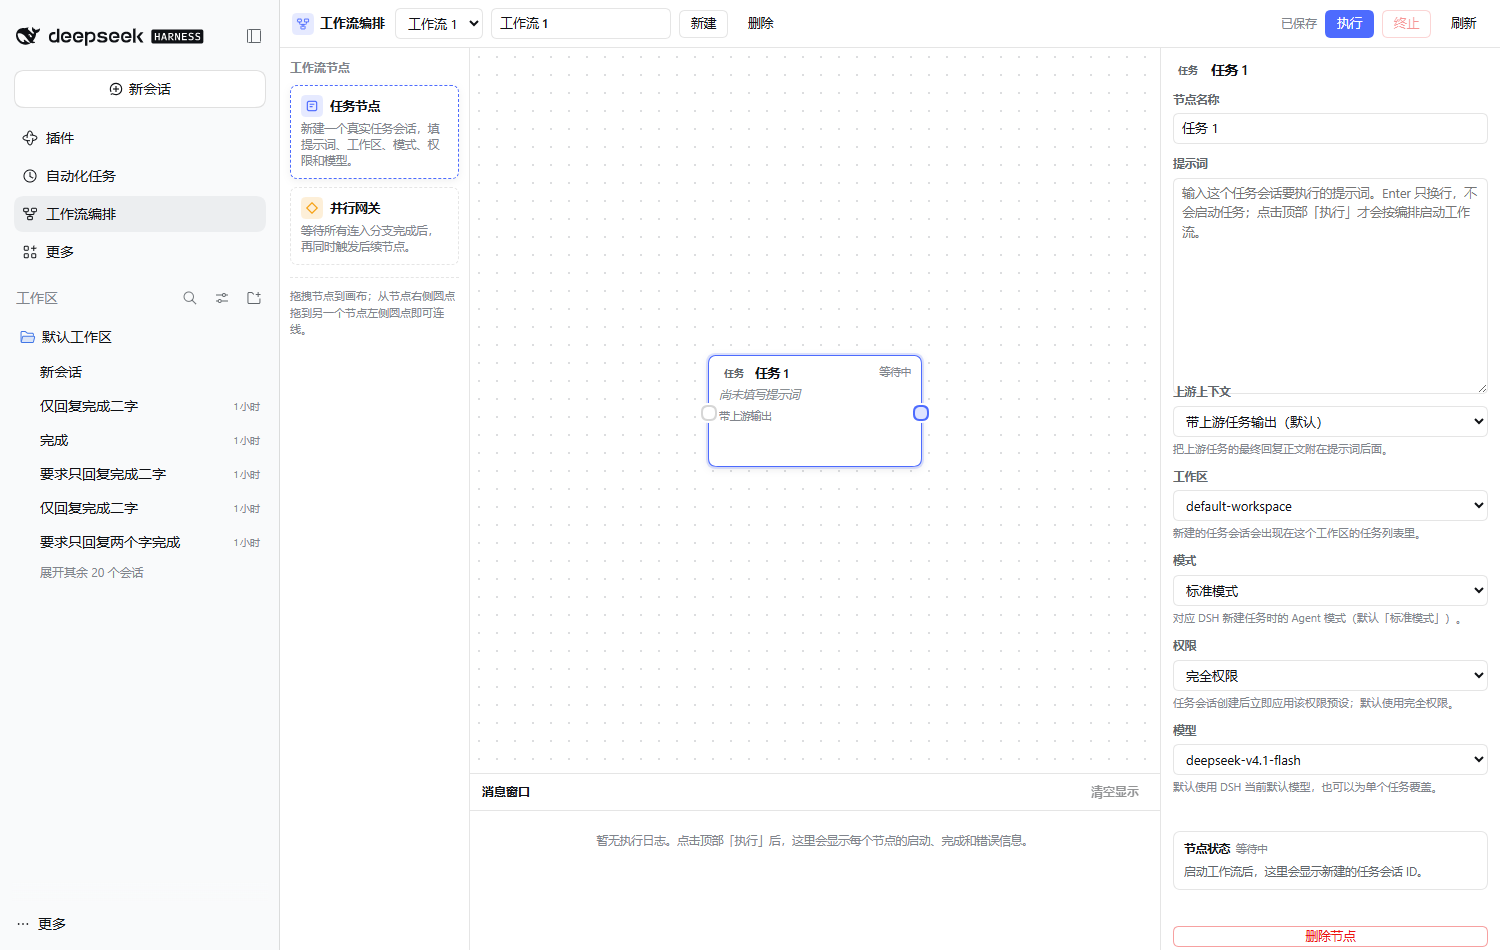 deepseek HARNESS
新会话
插件
自动化任务
工作流编排
更多
工作区
默认工作区
新会话
仅回复完成二字 1 小时
完成 1 小时
要求只回复完成二字 1 小时
仅回复完成二字 1 小时
要求只回复两个字完成 1 小时
展开其余 20 个会话
··· 更多
工作流编排 工作流 1 工作流 1 新建 删除 已保存 执行 终止 刷新
工作流节点
任务节点
新建一个真实任务会话，填
提示词、工作区、模式、权
限和模型。
并行网关
等待所有连入分支完成后，
再同时触发后续节点。
拖拽节点到画布；从节点右侧圆点
拖到另一个节点左侧圆点即可连
线。
任务 任务 1 等待中
尚未填写提示词
带上游输出
消息窗口 清空显示
暂无执行日志。点击顶部「执行」后，这里会显示每个节点的启动、完成和错误信息。
任务 任务 1
节点名称
任务 1
提示词
输入这个任务会话要执行的提示词。Enter 只换行，不
会启动任务；点击顶部「执行」才会按编排启动工作
流。
上游上下文
带上游任务输出（默认）
把上游任务的最终回复正文附在提示词后面。
工作区
default-workspace
新建的任务会话会出现在这个工作区的任务列表里。
模式
标准模式
对应 DSH 新建任务时的 Agent 模式（默认「标准模式」）。
权限
完全权限
任务会话创建后立即应用该权限预设；默认使用完全权限。
模型
deepseek-v4.1-flash
默认使用 DSH 当前默认模型，也可以为单个任务覆盖。
节点状态 等待中
启动工作流后，这里会显示新建的任务会话 ID。
删除节点